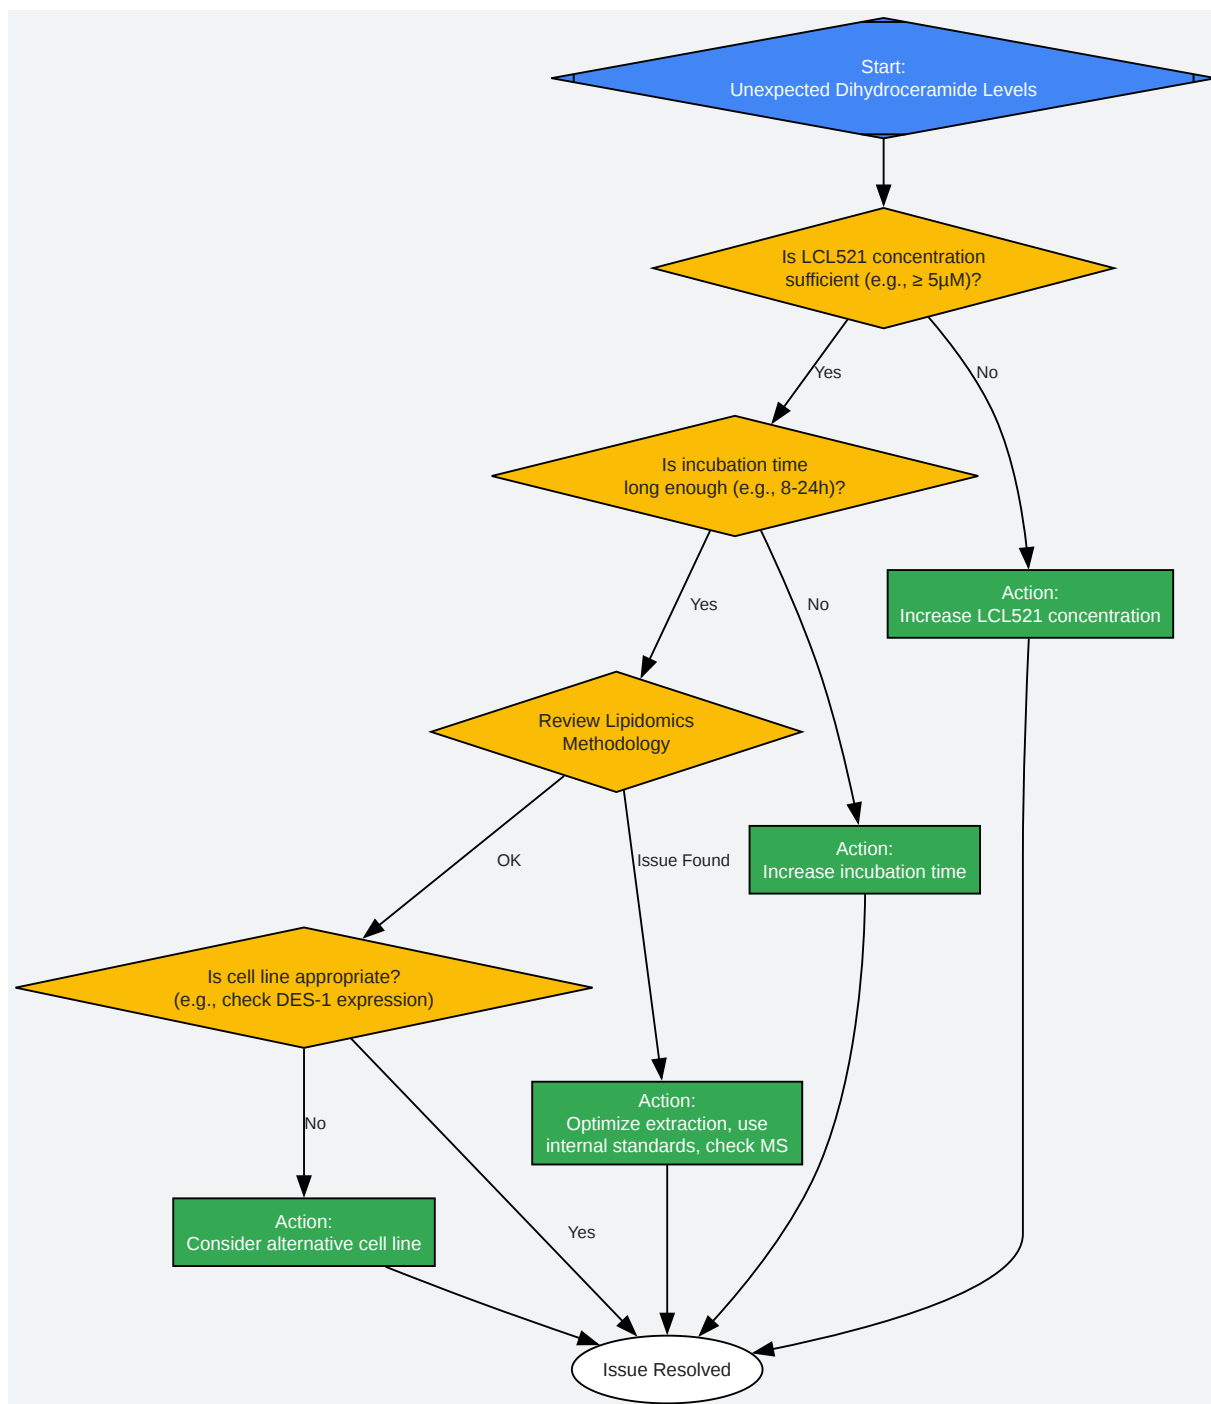 Start:
Unexpected Dihydroceramide Levels
Is LCL521 concentration
sufficient (e.g., ≥ 5µM)?
Yes
No
Is incubation time
long enough (e.g., 8-24h)?
Action:
Increase LCL521 concentration
Yes
No
Review Lipidomics
Methodology
Action:
Increase incubation time
OK
Issue Found
Is cell line appropriate?
(e.g., check DES-1 expression)
Action:
Optimize extraction, use
internal standards, check MS
No
Action:
Consider alternative cell line
Yes
Issue Resolved